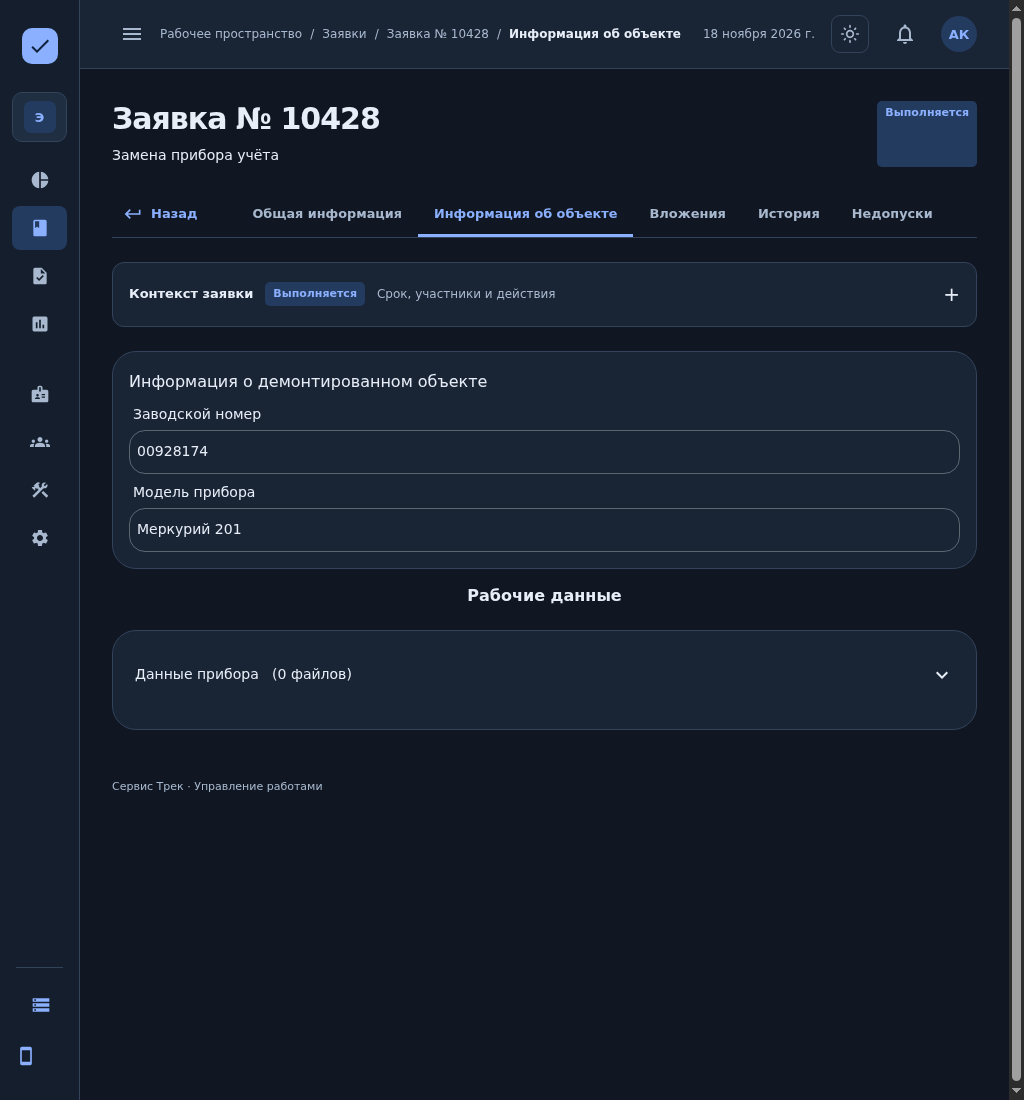 Рабочее пространство / Заявки / Заявка № 10428 / Информация об объекте 18 ноября 2026 г. АК
Э
Заявка № 10428
Выполняется
Замена прибора учёта
Назад Общая информация Информация об объекте Вложения История Недопуски
Контекст заявки Выполняется Срок, участники и действия
Информация о демонтированном объекте
Заводской номер
00928174
Модель прибора
Меркурий 201
Рабочие данные
Данные прибора (0 файлов)
Сервис Трек · Управление работами